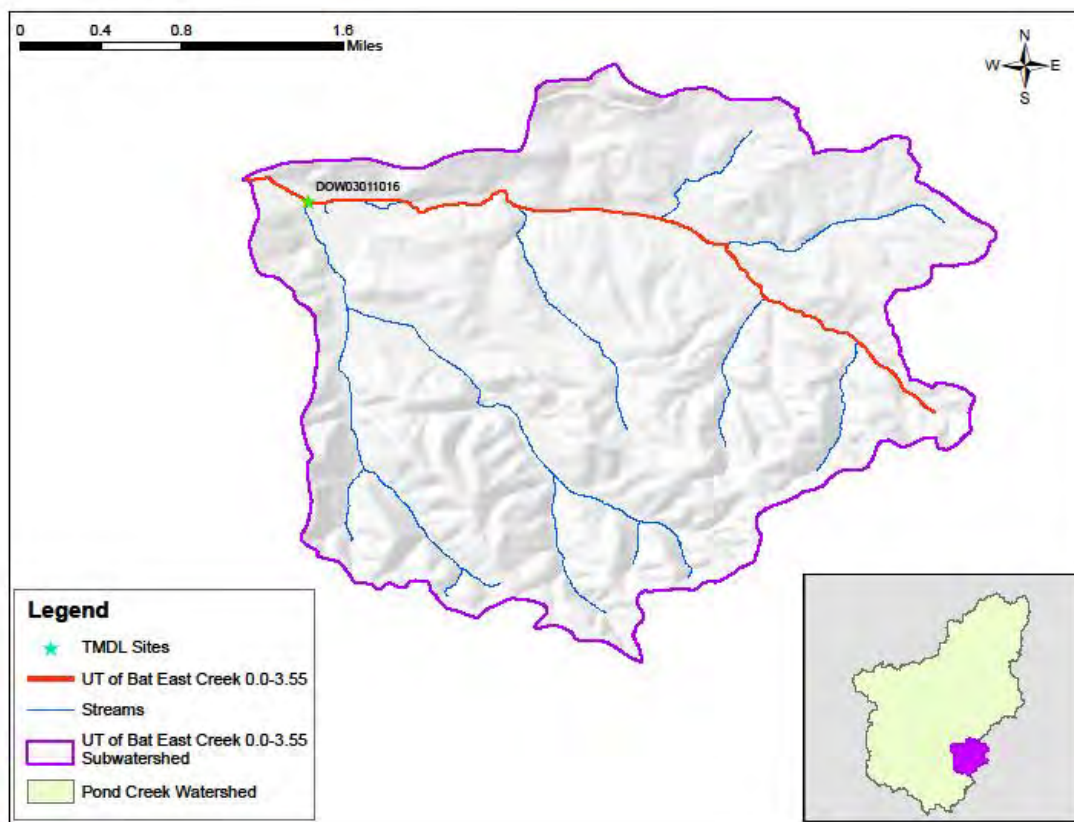 0 0.4 0.8 1.6
Miles
N
W E
S
DOW03011016
Legend
TMDL Sites
UT of Bat East Creek 0.0-3.55
Streams
UT of Bat East Creek 0.0-3.55
Subwatershed
Pond Creek Watershed